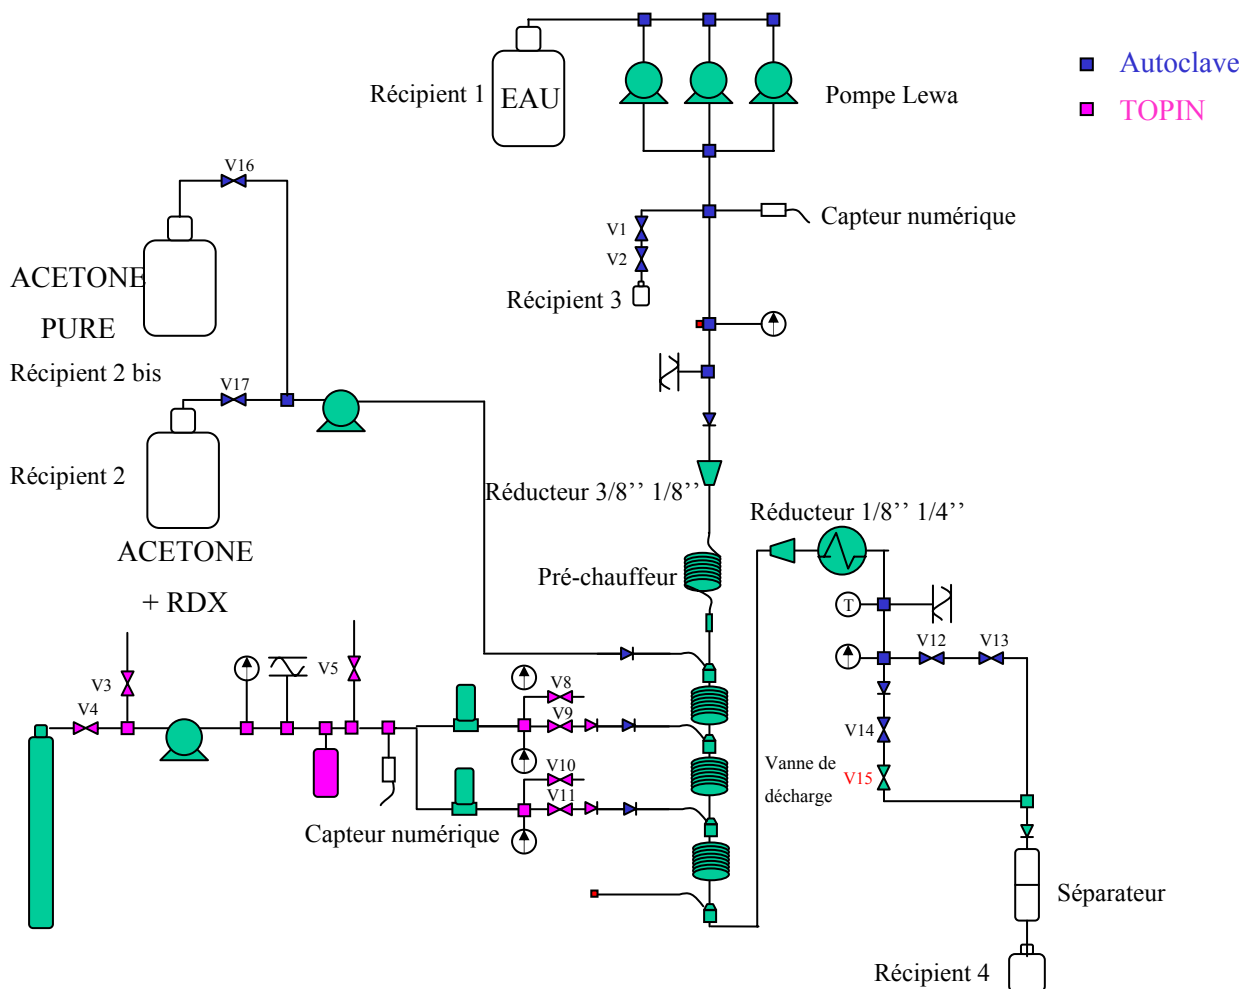 Récipient 1
EAU
Pompe Lewa
Autoclave
TOPIN
V16
V1
Capteur numérique
V2
ACETONE
PURE
Récipient 3
Récipient 2 bis
V17
Récipient 2
Réducteur 3/8’’ 1/8’’
Réducteur 1/8’’ 1/4’’
ACETONE
+ RDX
Pré-chauffeur
T
V12
V13
V3
V5
V8
V4
V9
V14
Vanne de
décharge
V15
V10
V11
Capteur numérique
Séparateur
Récipient 4